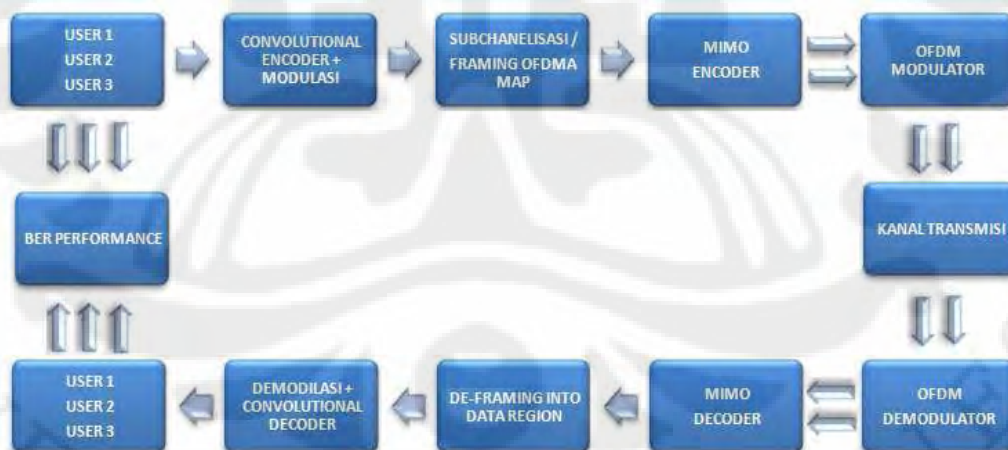 USER 1
USER 2
USER 3
CONVOLUTIONAL
ENCODER +
MODULASI
SUBCHANELISASI /
FRAMING OFDMA
MAP
MIMO
ENCODER
OFDM
MODULATOR
BER PERFORMANCE
KANAL TRANSMISI
USER 1
USER 2
USER 3
DEMODILASI +
CONVOLUTIONAL
DECODER
DE-FRAMING INTO
DATA REGION
MIMO
DECODER
OFDM
DEMODULATOR